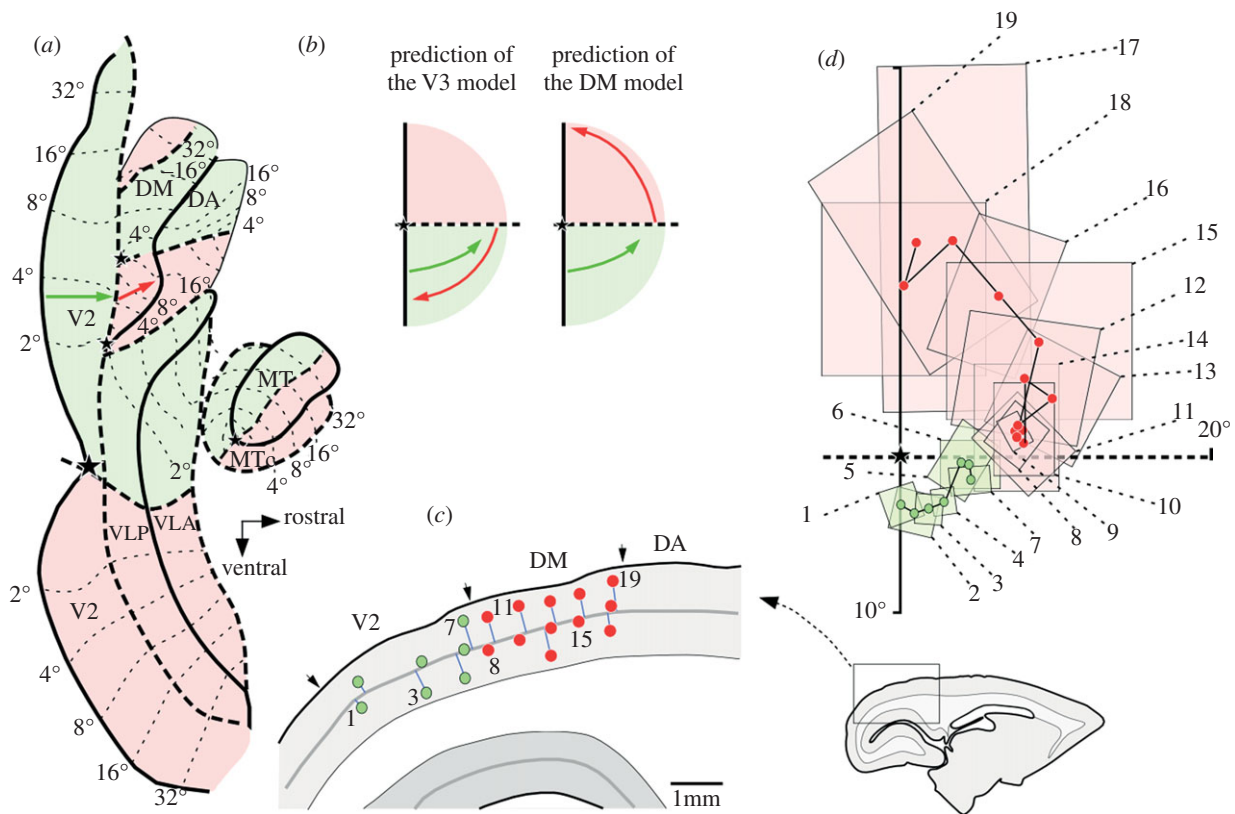 (a)
32°
16°
8°
4°
2°
V2
DM
32°
–16°
DA
16°
8°
4°
4°
16°
8°
4°
2°
MT
MTc
32°
16°
8°
4°
VLP
VLA
V2
2°
4°
8°
16°
32°
rostral
ventral
(b)
prediction of
the V3 model
prediction of
the DM model
(c)
V2
DM
DA
1
3
7
8
11
15
19
1mm
(d)
19
17
18
16
15
12
14
13
11
20°
10
9
8
7
4
3
2
1
5
6
10°